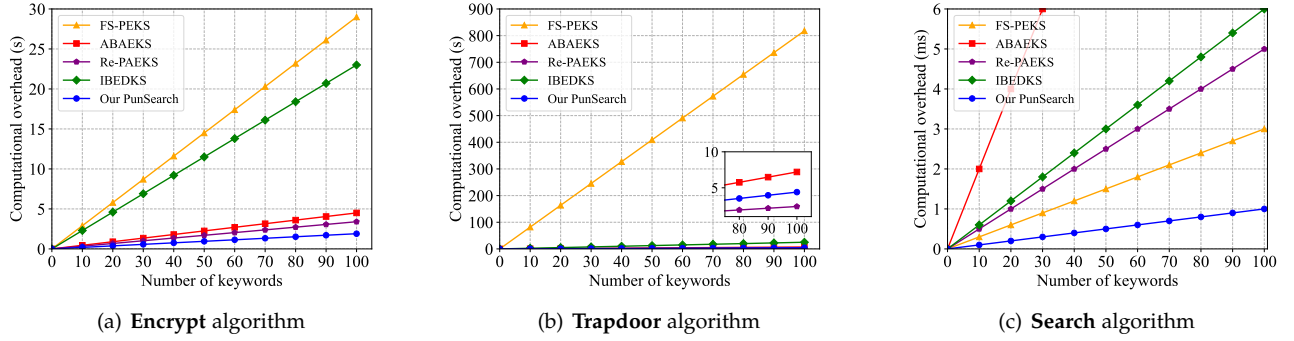 30
25
20
15
10
5
0
Computational overhead (s)
FS-PEKS
ABAEKS
Re-PAEKS
IBEDKS
Our PunSearch
0 10 20 30 40 50 60 70 80 90 100
Number of keywords
(a) Encrypt algorithm
900
800
700
600
500
400
300
200
100
0
Computational overhead (s)
FS-PEKS
ABAEKS
Re-PAEKS
IBEDKS
Our PunSearch
10
5
80 90 100
0 10 20 30 40 50 60 70 80 90 100
Number of keywords
(b) Trapdoor algorithm
6
5
4
3
2
1
0
Computational overhead (ms)
FS-PEKS
ABAEKS
Re-PAEKS
IBEDKS
Our PunSearch
0 10 20 30 40 50 60 70 80 90 100
Number of keywords
(c) Search algorithm